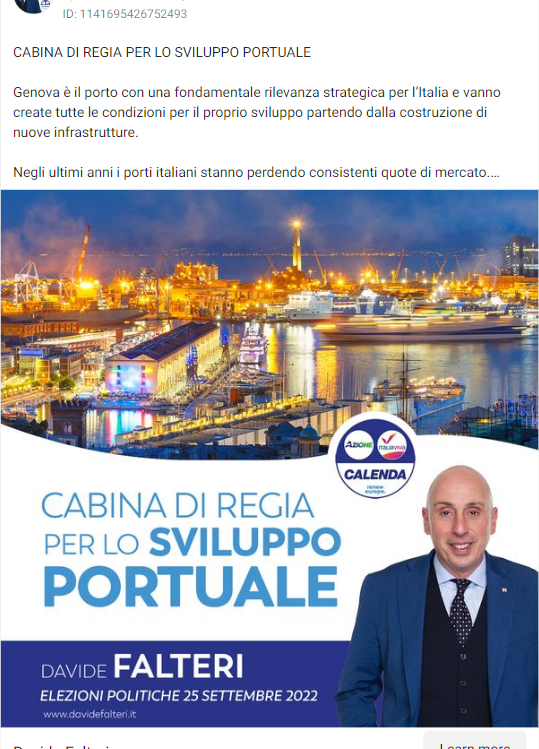 ID: 1141695426752493
CABINA DI REGIA PER LO SVILUPPO PORTUALE
Genova è il porto con una fondamentale rilevanza strategica per l'Italia e vanno
create tutte le condizioni per il proprio sviluppo partendo dalla costruzione di
nuove infrastrutture.
Negli ultimi anni i porti italiani stanno perdendo consistenti quote di mercato....
AZIONE
ITALIAVIVA
CALENDA
renew
europe.
CABINA DI REGIA
PER LO SVILUPPO
PORTUALE
DAVIDE FALTERI
ELEZIONI POLITICHE 25 SETTEMBRE 2022
www.davidefalteri.it
Davide Falteri
Learn more